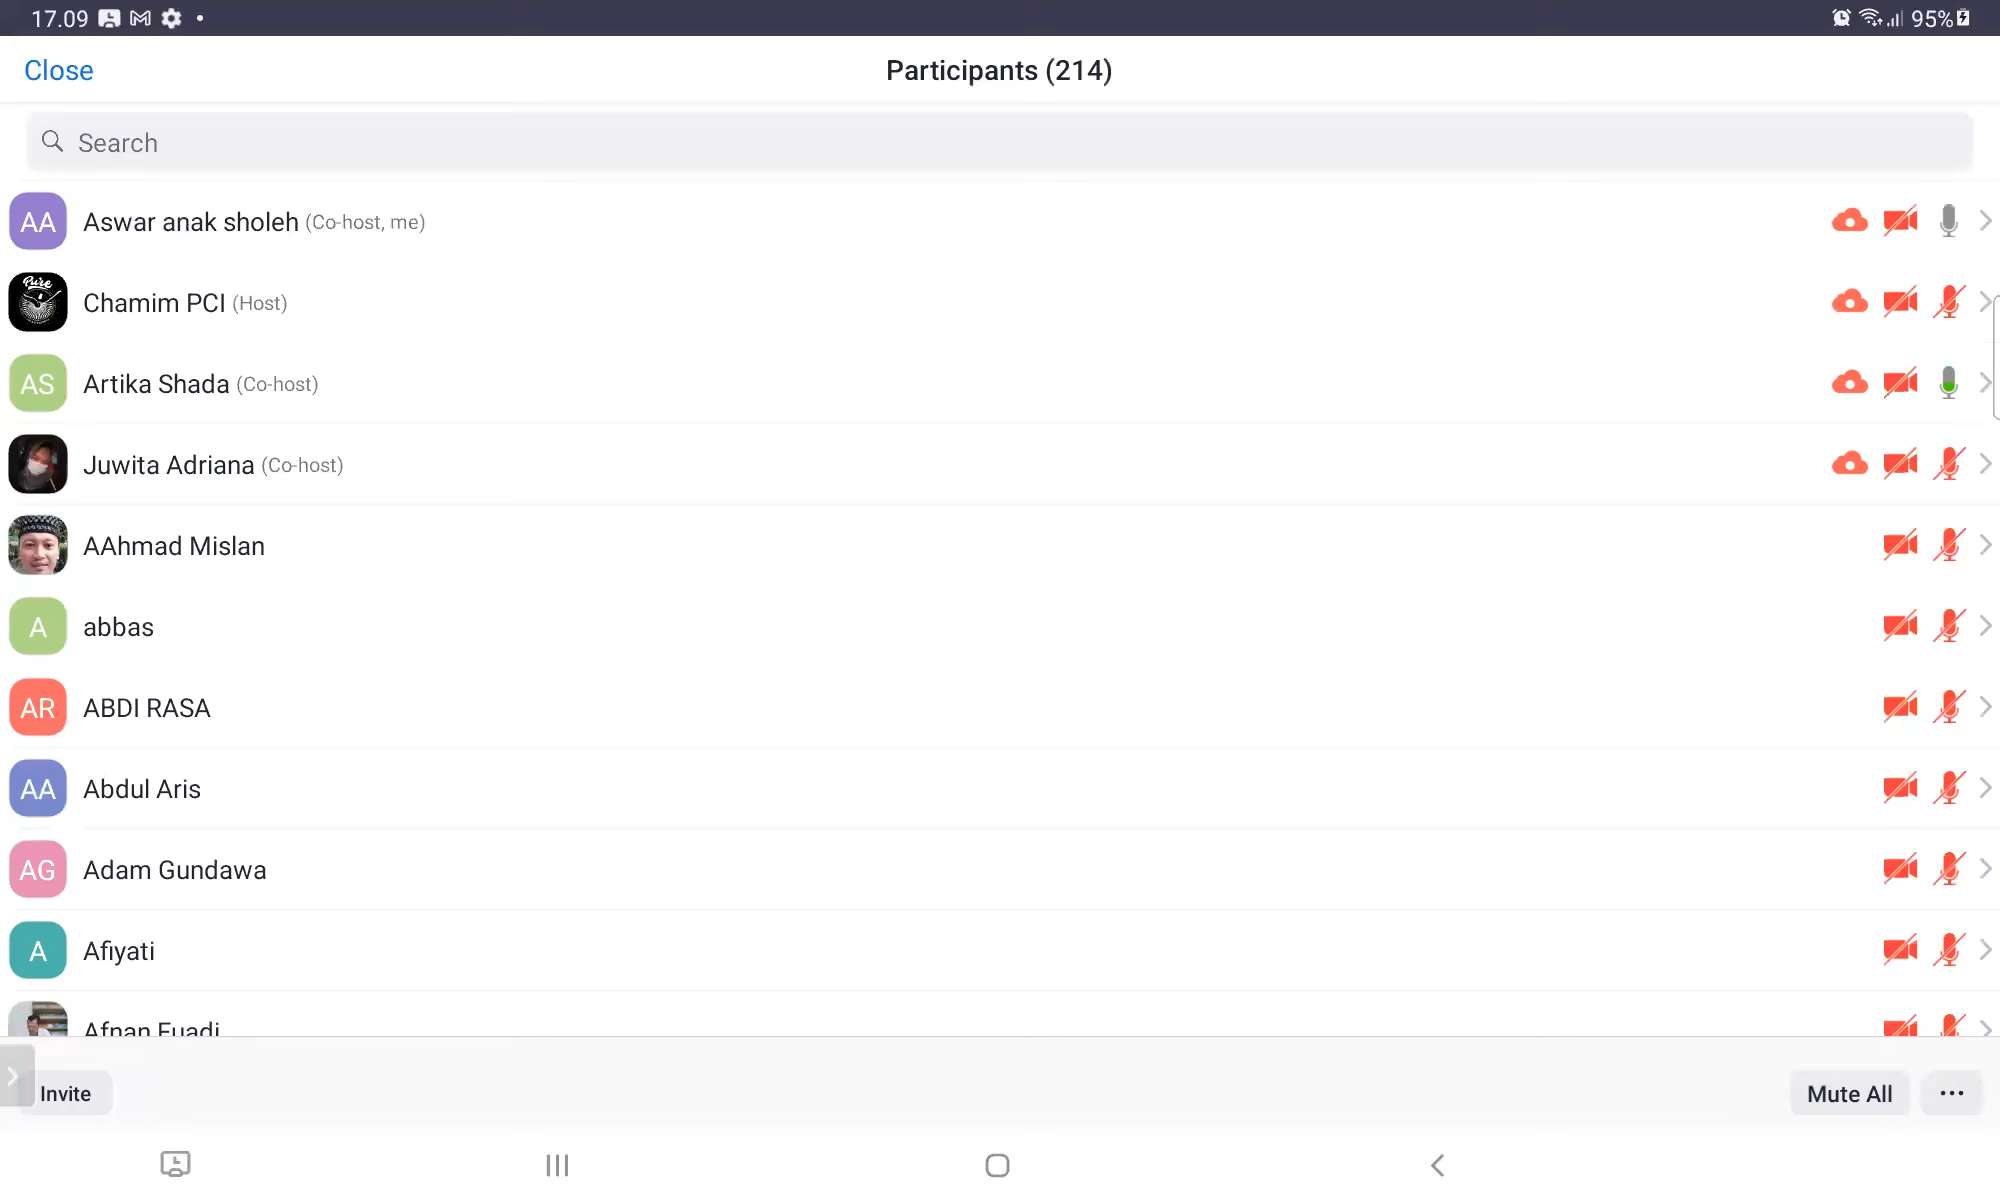 17.09
95%
Close
Participants (214)
Search
AA Aswar anak sholeh (Co-host, me)
Pure Chamim PCI (Host)
AS Artika Shada (Co-host)
Juwita Adriana (Co-host)
AAhmad Mislan
A abbas
AR ABDI RASA
AA Abdul Aris
AG Adam Gundawa
A Afiyati
Afnan Fuadi
Invite
Mute All